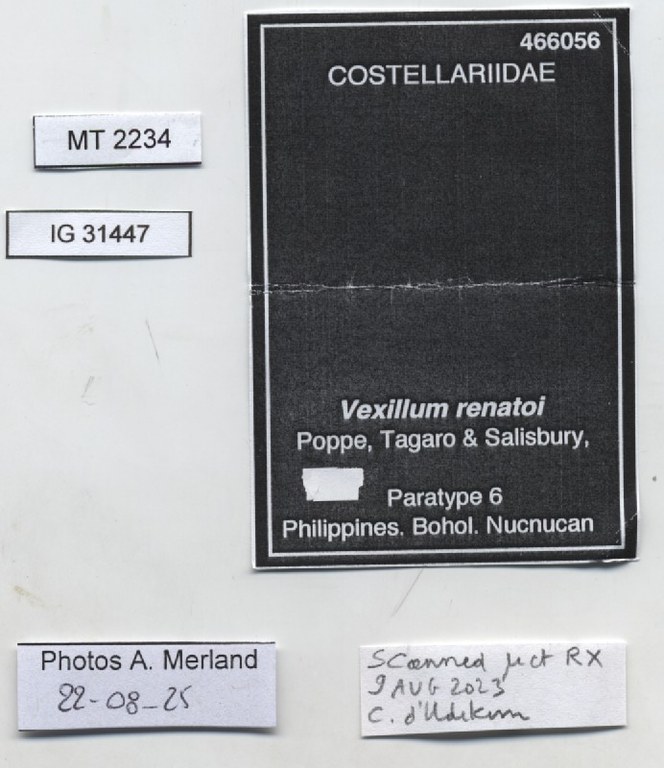 466056
COSTELLARIIDAE
MT 2234
IG 31447
Vexillum renatoi
Poppe, Tagaro & Salisbury,
Paratype 6
Philippines. Bohol. Nucnucan
Photos A. Merland
22-08-25
Scanned µct RX
9 AUG 2023
C. d'Udekem